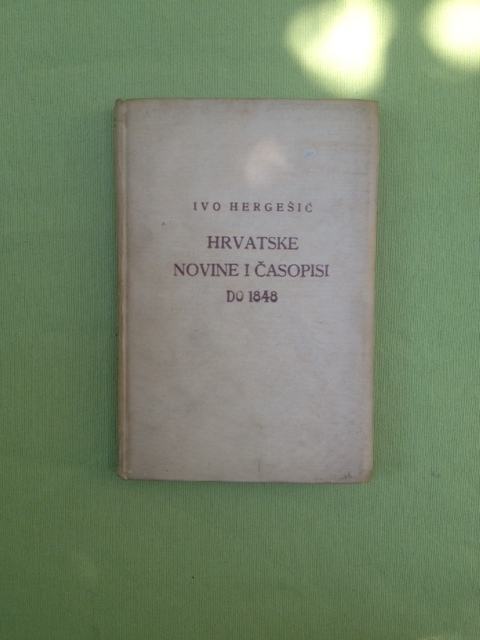 IVO HERGEŠIĆ
HRVATSKE
NOVINE I ČASOPISI
DO 1848